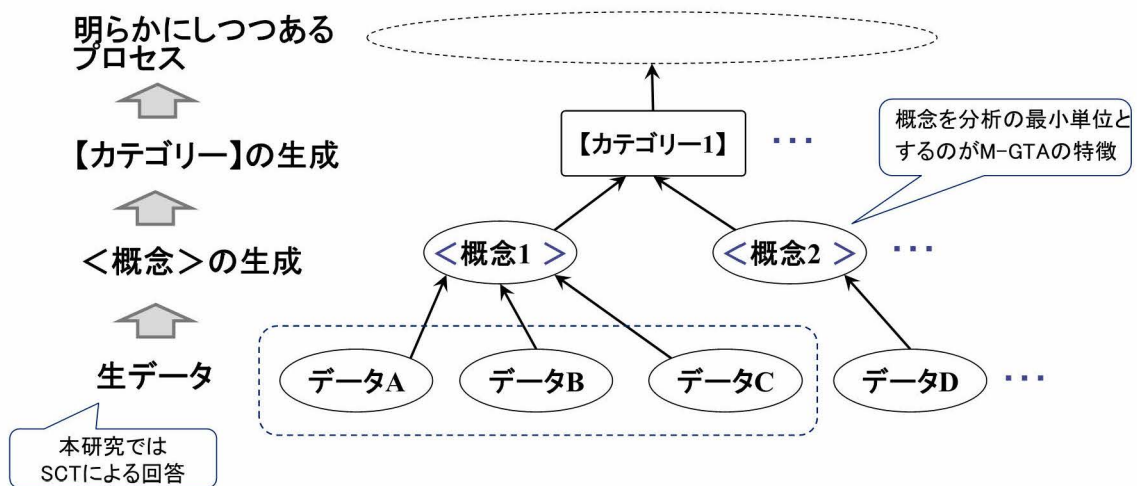 明らかにしつつある
プロセス
【カテゴリー】の生成
＜概念＞の生成
生データ
本研究では
SCTによる回答
【カテゴリー1】
…
概念を分析の最小単位と
するのがM-GTAの特徴
＜概念1＞
＜概念2＞
…
データA
データB
データC
データD
…